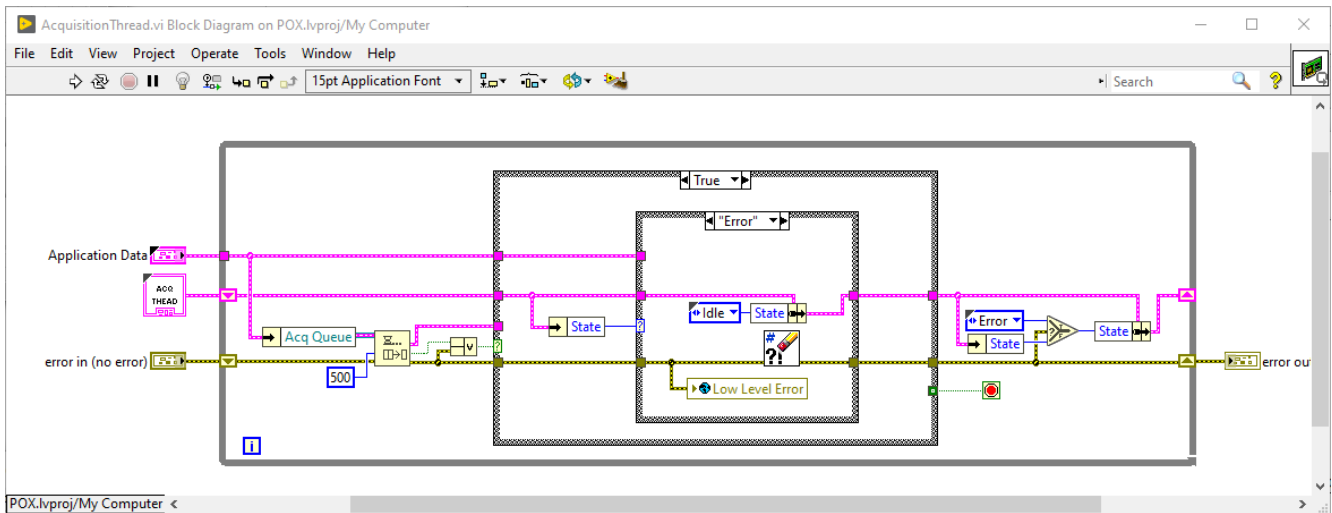 AcquisitionThread.vi Block Diagram on POX.lvproj/My Computer
File Edit View Project Operate Tools Window Help
15pt Application Font
Search
True
"Error"
Application Data
ACQ
THEAD
Idle
State
Error
State
State
State
Acq Queue
error in (no error)
500
Low Level Error
error ou
i
POX.lvproj/My Computer